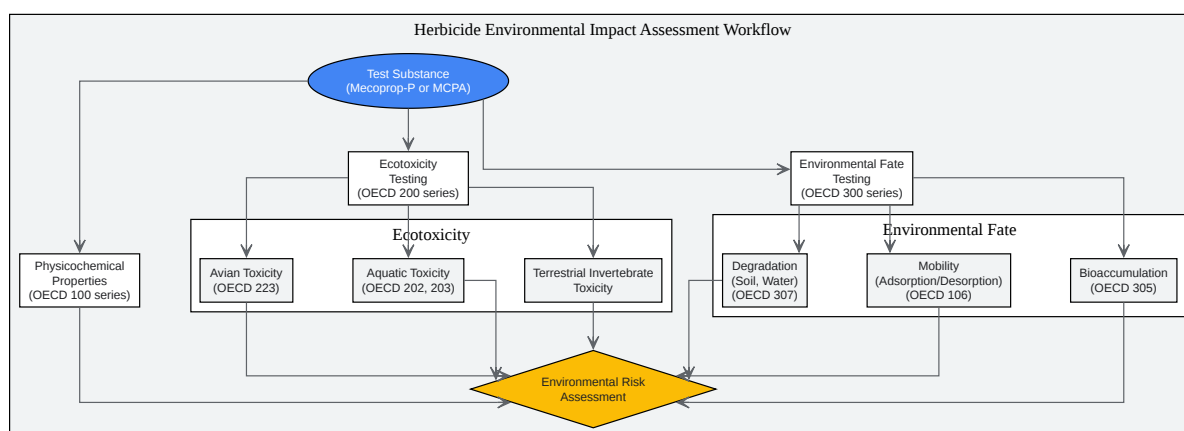 Herbicide Environmental Impact Assessment Workflow
Test Substance
(Mecoprop-P or MCPA)
Ecotoxicity
Testing
(OECD 200 series)
Environmental Fate
Testing
(OECD 300 series)
Ecotoxicity
Environmental Fate
Physicochemical
Properties
(OECD 100 series)
Avian Toxicity
(OECD 223)
Aquatic Toxicity
(OECD 202, 203)
Terrestrial Invertebrate
Toxicity
Degradation
(Soil, Water)
(OECD 307)
Mobility
(Adsorption/Desorption)
(OECD 106)
Bioaccumulation
(OECD 305)
Environmental Risk
Assessment